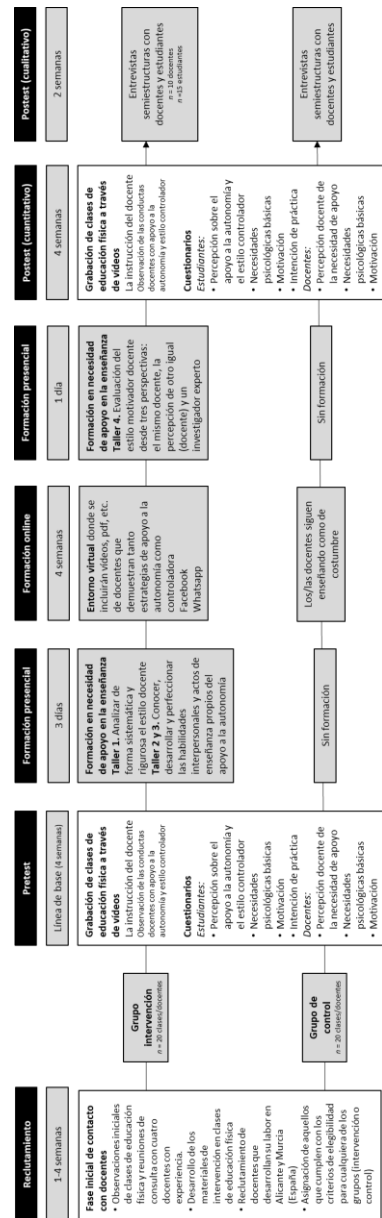 Reclutamiento
1-4 semanas
Fase inicial de contacto
con docentes
• Observaciones iniciales
de clases de educación
física y reuniones de
consulta con cuatro
docentes con
experiencia.
• Desarrollo de los
materiales de
intervención en clases
de educación física
• Reclutamiento de
docentes que
desarrollan su labor en
Alicante y Murcia
(España)
• Asignación de aquellos
que cumplen con los
criterios de elegibilidad
para cualquiera de los
grupos (intervención o
control)
Grupo
intervención
n = 20 clases/docentes
Grupo de
control
n = 20 clases/docentes
Pretest
Línea de base (4 semanas)
Grabación de clases de
educación física a través
de vídeos
La instrucción del docente
Observación de las conductas
docentes con apoyo a la
autonomía y estilo controlador
Cuestionarios
Estudiantes:
• Percepción sobre el
apoyo a la autonomía y
el estilo controlador
• Necesidades
psicológicas básicas
• Motivación
• Intención de práctica
Docentes:
• Percepción docente de
la necesidad de apoyo
• Necesidades
psicológicas básicas
• Motivación
Formación presencial
3 días
Formación en necesidad
de apoyo en la enseñanza
Taller 1. Analizar de
forma sistemática y
rigurosa el estilo docente
Taller 2 y 3. Conocer,
desarrollar y perfeccionar
las habilidades
interpersonales y actos de
enseñanza propios del
apoyo a la autonomía
Sin formación
Formación online
4 semanas
Entorno virtual donde se
incluirán vídeos, pdf, etc.
de docentes que
demuestran tanto
estrategias de apoyo a la
autonomía como
controladora
Facebook
Whatsapp
Los/las docentes siguen
enseñando como de
costumbre
Formación presencial
1 día
Formación en necesidad
de apoyo en la enseñanza
Taller 4. Evaluación del
estilo motivador docente
desde tres perspectivas:
el mismo docente, la
percepción de otro igual
(docente) y un
investigador experto
Sin formación
Postest (cuantitativo)
4 semanas
Grabación de clases de
educación física a través
de vídeos
La instrucción del docente
Observación de las conductas
docentes con apoyo a la
autonomía y estilo controlador
Cuestionarios
Estudiantes:
• Percepción sobre el
apoyo a la autonomía y
el estilo controlador
• Necesidades
psicológicas básicas
• Motivación
• Intención de práctica
Docentes:
• Percepción docente de
la necesidad de apoyo
• Necesidades
psicológicas básicas
• Motivación
Postest (cualitativo)
2 semanas
Entrevistas
semiestructuras con
docentes y estudiantes
n = 10 docentes
n =15 estudiantes
Entrevistas
semiestructuras con
docentes y estudiantes